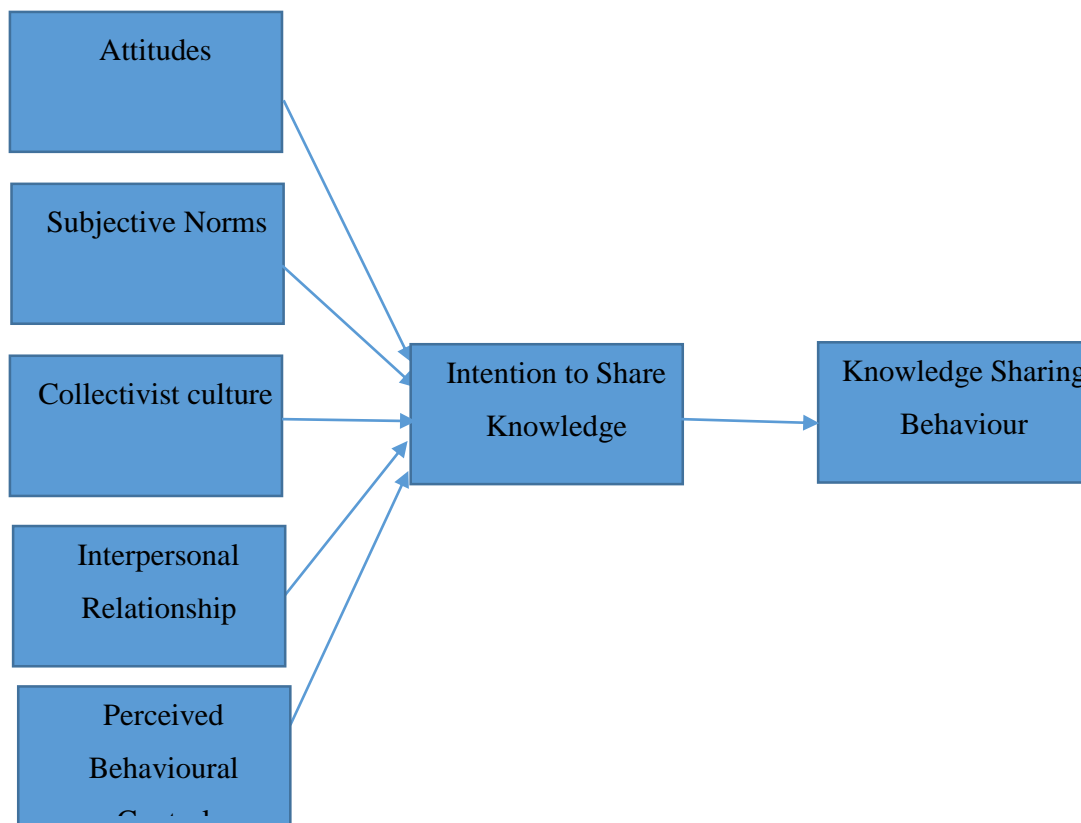 Attitudes
Subjective Norms
Collectivist culture
Interpersonal
Relationship
Perceived
Behavioural
Intention to Share
Knowledge
Knowledge Sharing
Behaviour